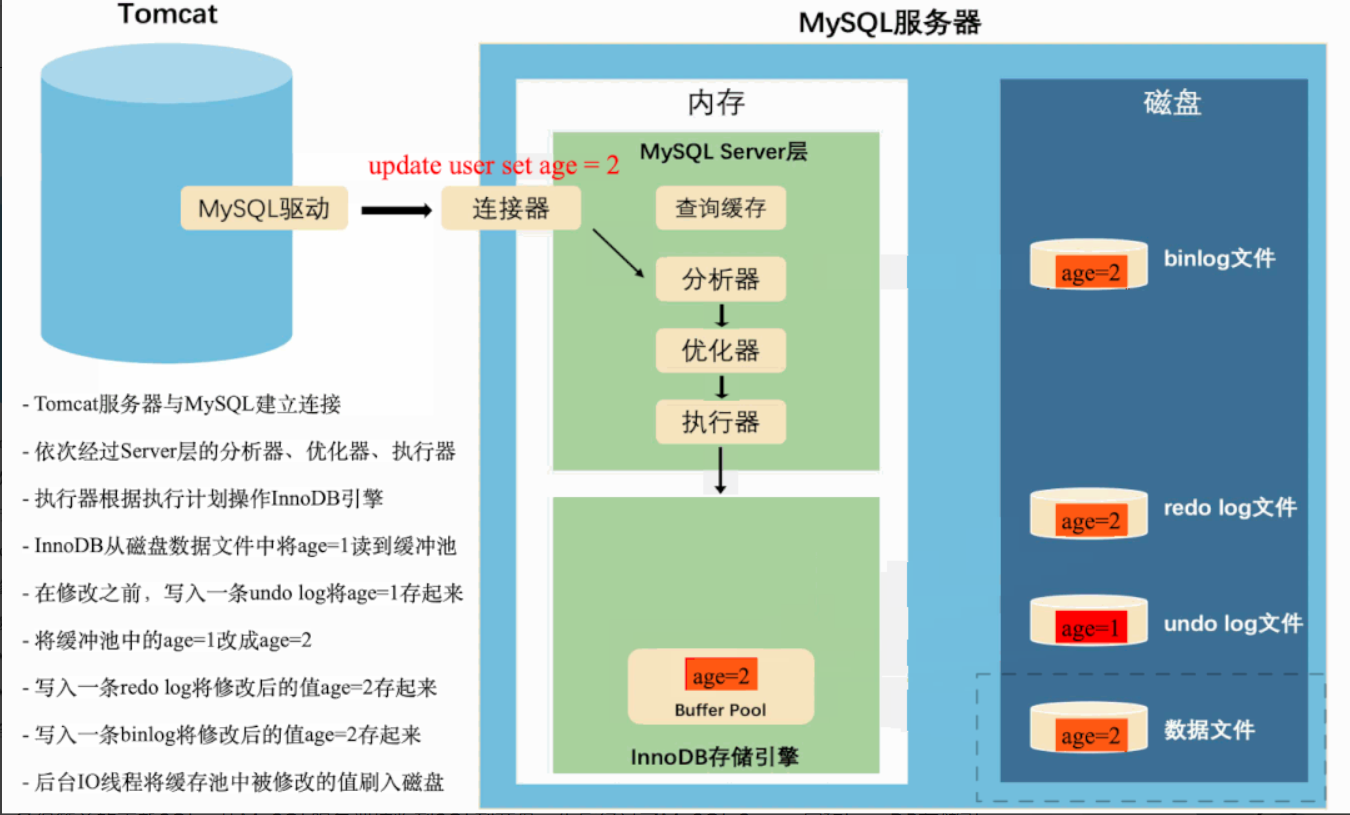 Tomcat
MySQL服务器
内存
磁盘
MySQL Server层
update user set age = 2
MySQL驱动
连接器
查询缓存
分析器
优化器
执行器
age=2
binlog文件
age=2
redo log文件
age=1
undo log文件
age=2
数据文件
age=2
Buffer Pool
InnoDB存储引擎
- Tomcat服务器与MySQL建立连接
- 依次经过Server层的分析器、优化器、执行器
- 执行器根据执行计划操作InnoDB引擎
- InnoDB从磁盘数据文件中将age=1读到缓冲池
- 在修改之前，写入一条undo log将age=1存起来
- 将缓冲池中的age=1改成age=2
- 写入一条redo log将修改后的值age=2存起来
- 写入一条binlog将修改后的值age=2存起来
- 后台IO线程将缓存池中被修改的值刷入磁盘